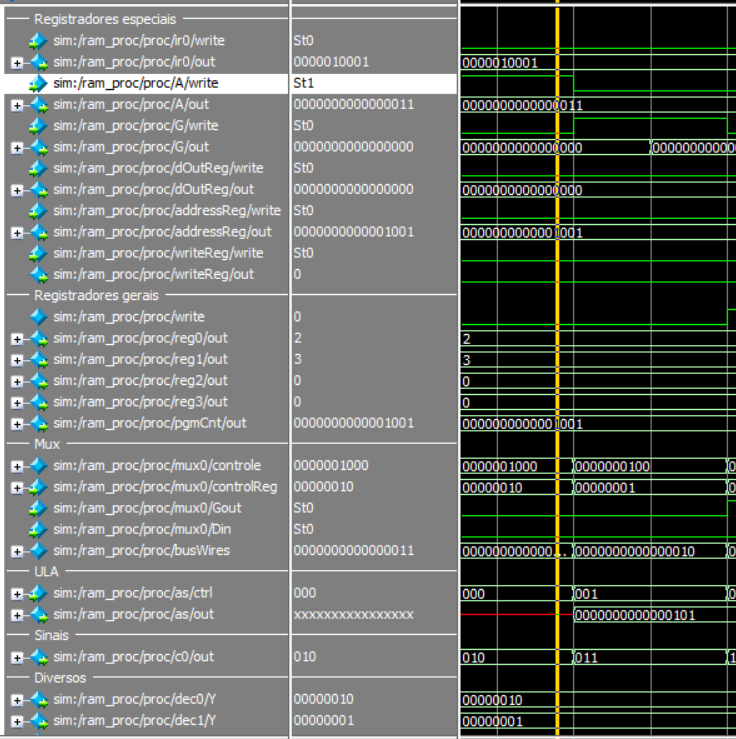 Registradores especiais
sim:/ram_proc/proc/ir0/write St0
sim:/ram_proc/proc/ir0/out 0000010001 0000010001
sim:/ram_proc/proc/A/write St1
sim:/ram_proc/proc/A/out 0000000000000011 0000000000000011
sim:/ram_proc/proc/G/write St0
sim:/ram_proc/proc/G/out 0000000000000000 0000000000000000 00000000000
sim:/ram_proc/proc/dOutReg/write St0
sim:/ram_proc/proc/dOutReg/out 0000000000000000 0000000000000000
sim:/ram_proc/proc/addressReg/write St0
sim:/ram_proc/proc/addressReg/out 0000000000001001 0000000000001001
sim:/ram_proc/proc/writeReg/write St0
sim:/ram_proc/proc/writeReg/out 0
Registradores gerais
sim:/ram_proc/proc/write 0
sim:/ram_proc/proc/reg0/out 2 2
sim:/ram_proc/proc/reg1/out 3 3
sim:/ram_proc/proc/reg2/out 0 0
sim:/ram_proc/proc/reg3/out 0 0
sim:/ram_proc/proc/pgmCnt/out 0000000000001001 0000000000001001
Mux
sim:/ram_proc/proc/mux0/controle 0000001000 0000001000 0000000100 0
sim:/ram_proc/proc/mux0/controlReg 00000010 00000010 00000001 0
sim:/ram_proc/proc/mux0/Gout St0
sim:/ram_proc/proc/mux0/Din St0
sim:/ram_proc/proc/busWires 0000000000000011 000000000000... 0000000000000010 0
ULA
sim:/ram_proc/proc/as/ctrl 000 000 001 0
sim:/ram_proc/proc/as/out xxxxxxxxxxxxxxxx 0000000000000101
Sinais
sim:/ram_proc/proc/c0/out 010 010 011 1
Diversos
sim:/ram_proc/proc/dec0/Y 00000010 00000010
sim:/ram_proc/proc/dec1/Y 00000001 00000001